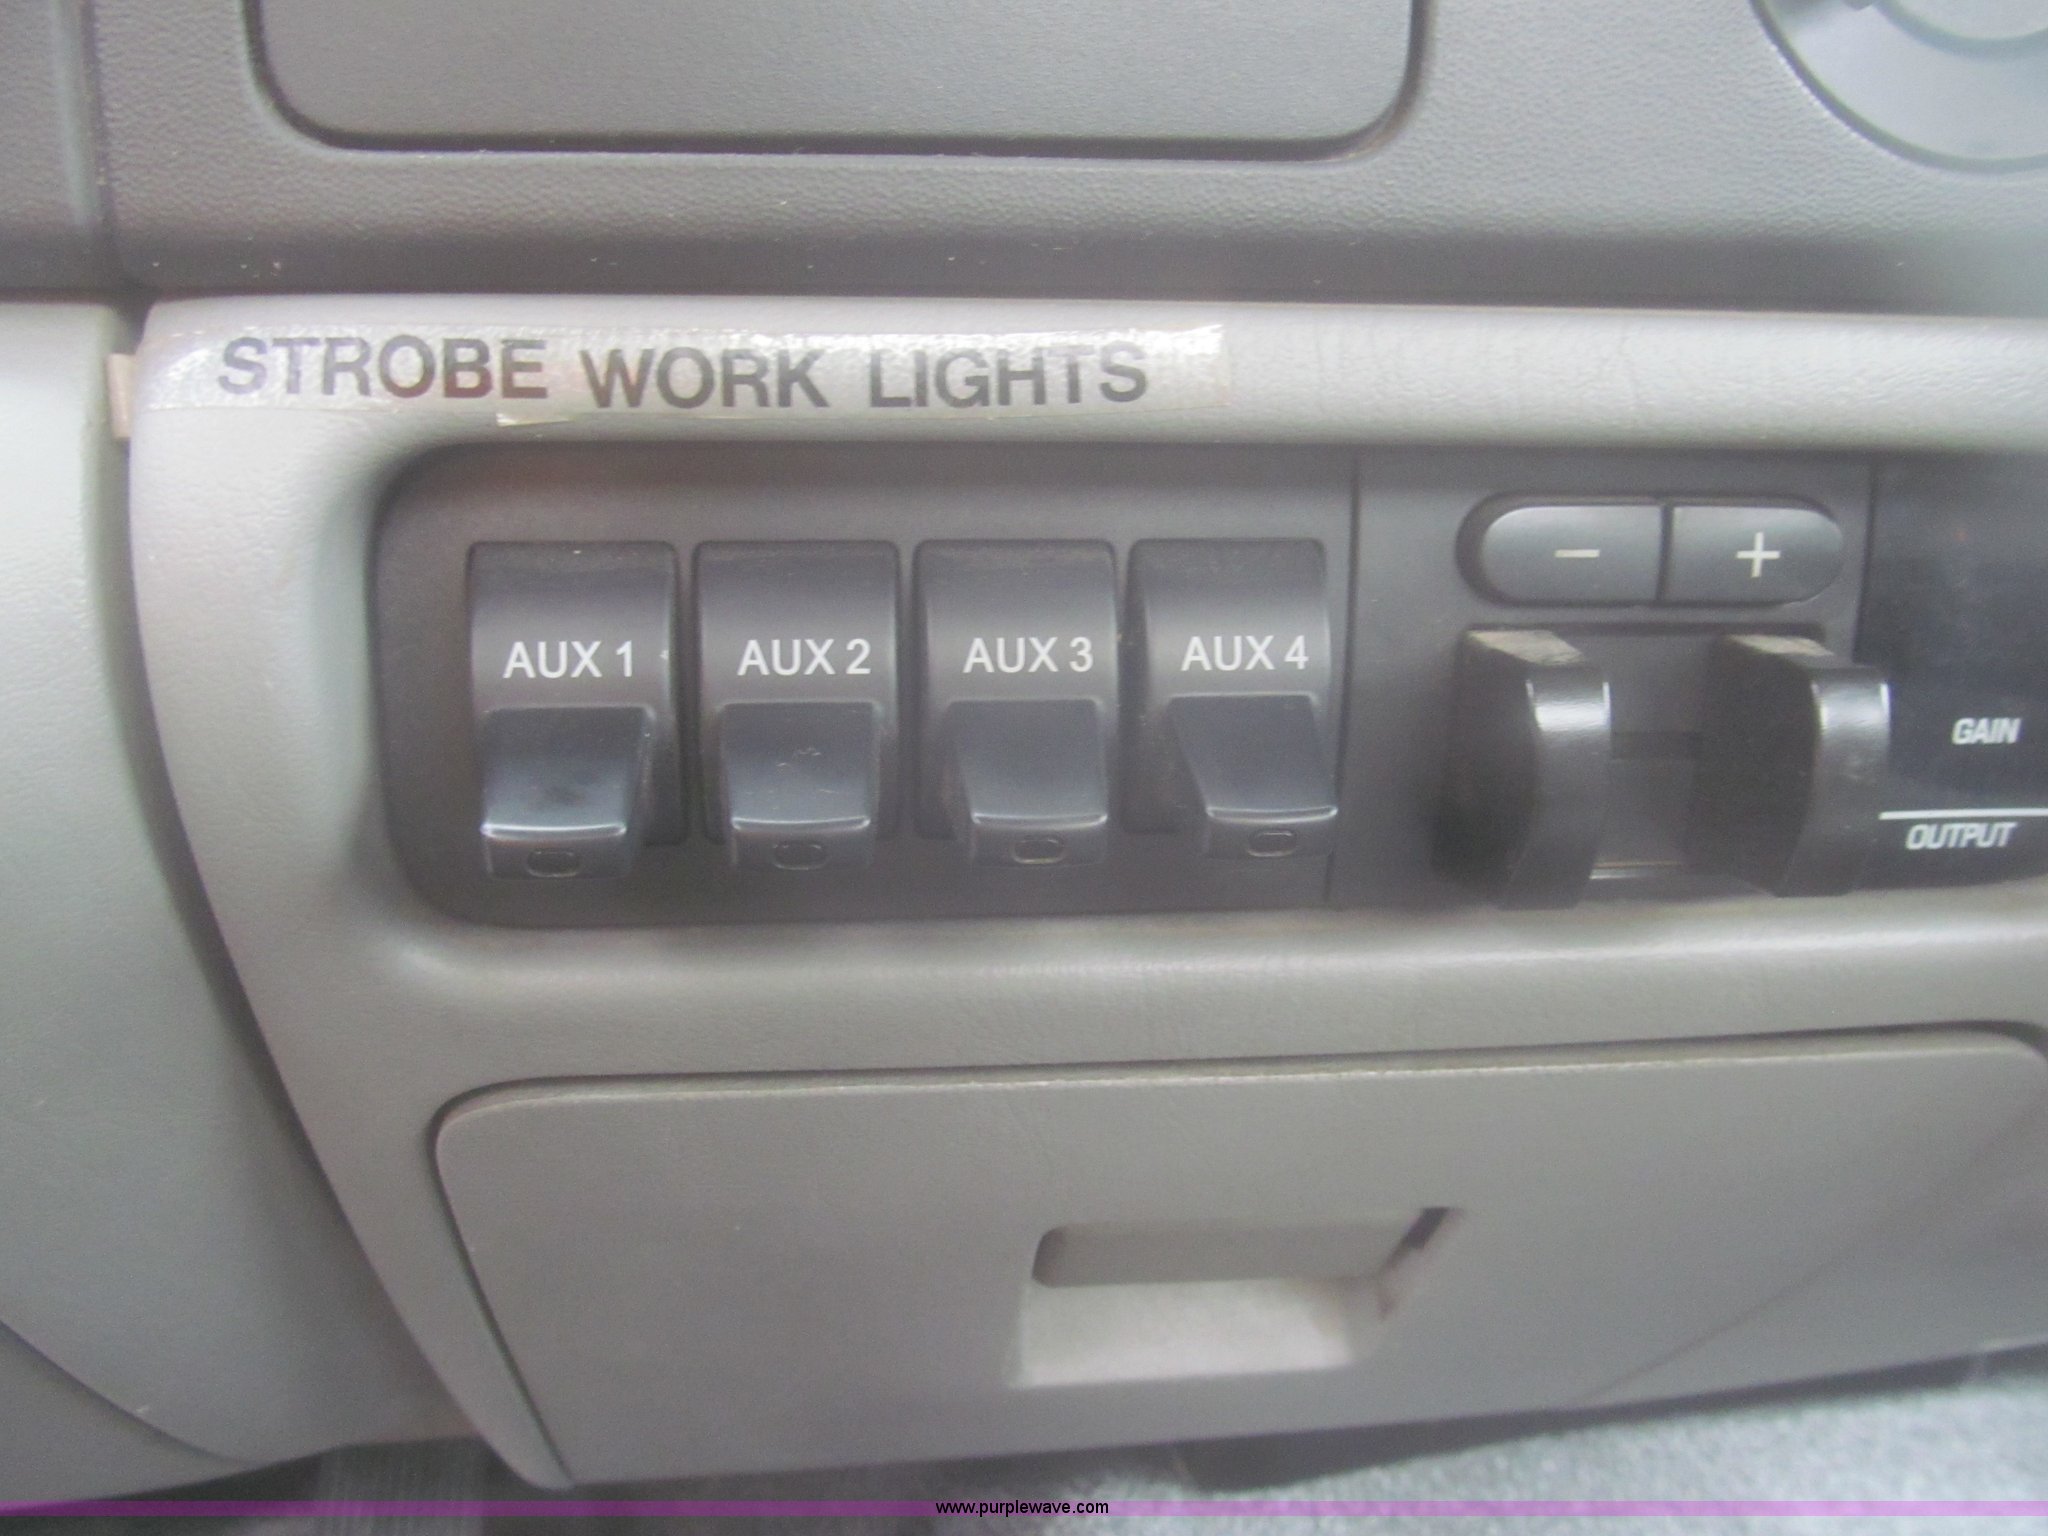 STROBE WORK LIGHTS
AUX 1 AUX 2 AUX 3 AUX 4
− +
GAIN
OUTPUT
www.purplewave.com